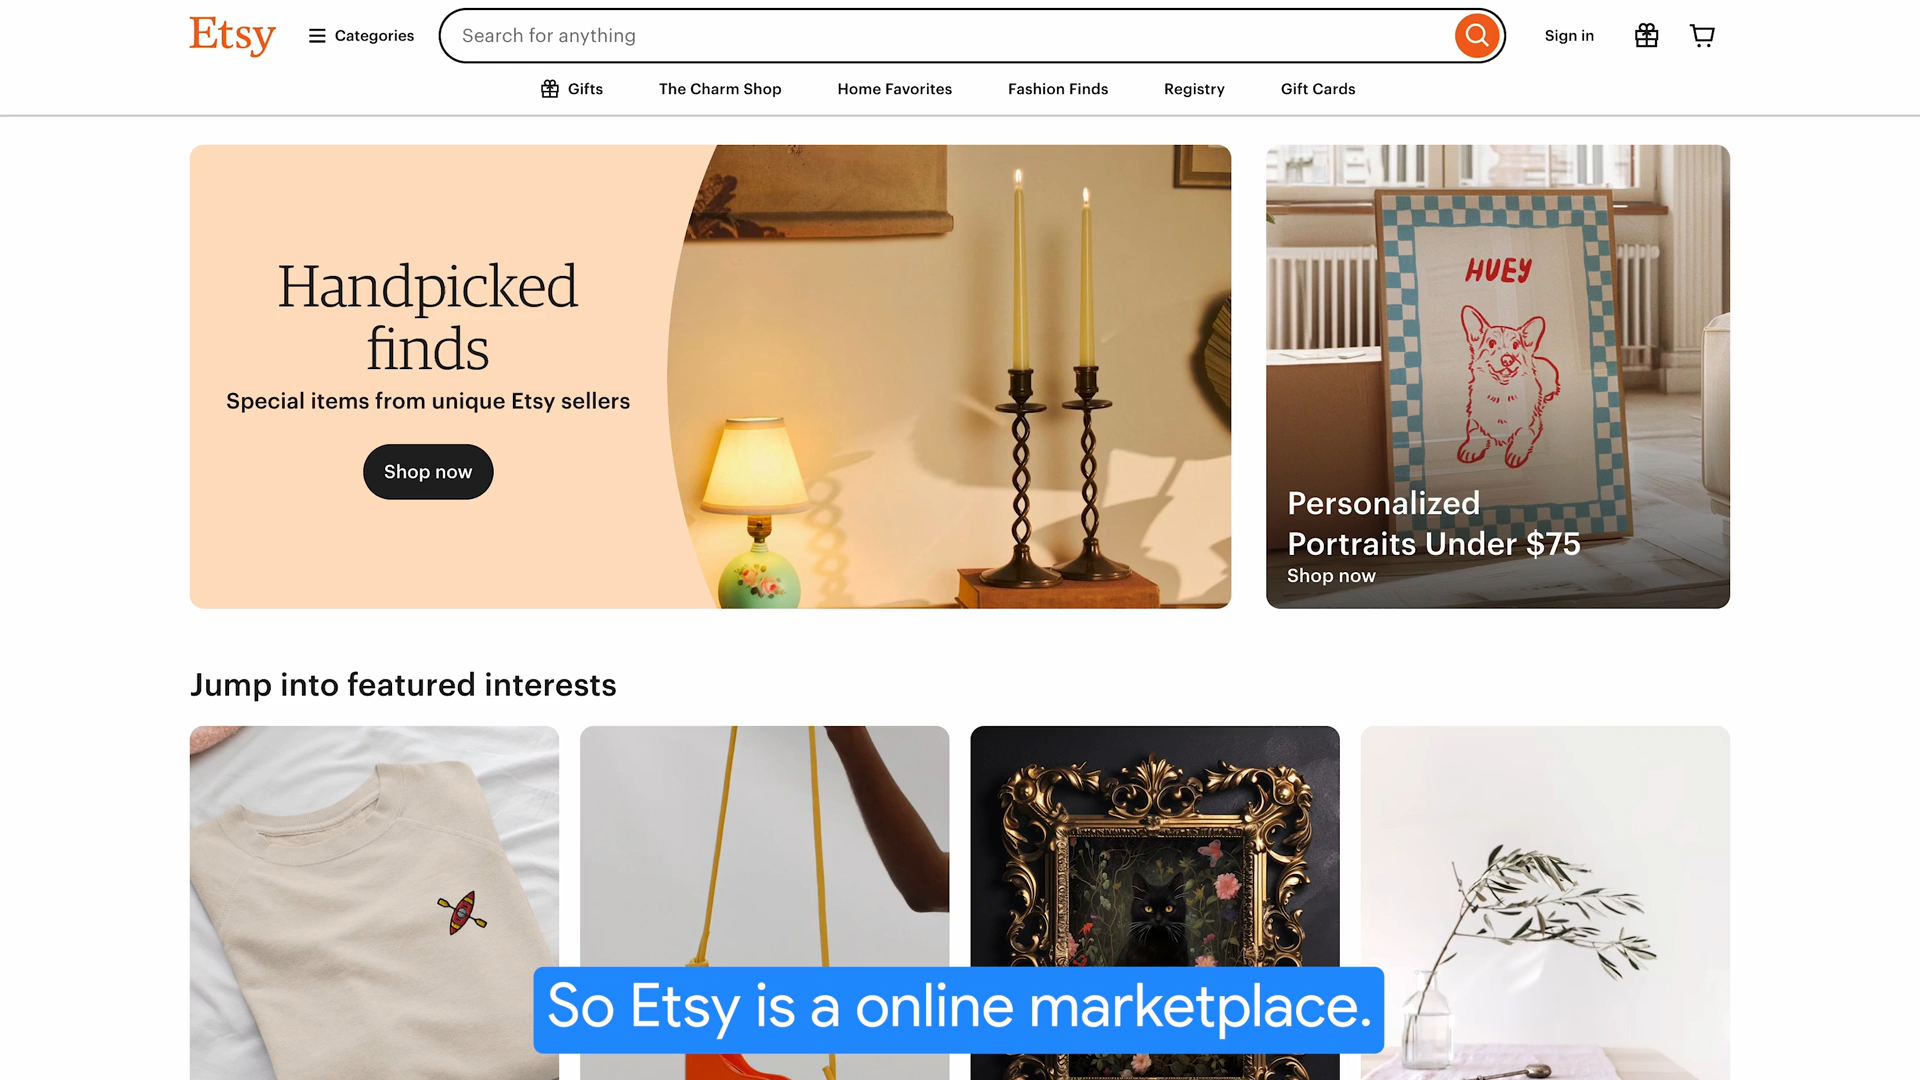 Etsy
Categories
Search for anything
Sign in
Gifts
The Charm Shop
Home Favorites
Fashion Finds
Registry
Gift Cards
Handpicked
finds
Special items from unique Etsy sellers
Shop now
HUEY
Personalized
Portraits Under $75
Shop now
Jump into featured interests
So Etsy is a online marketplace.